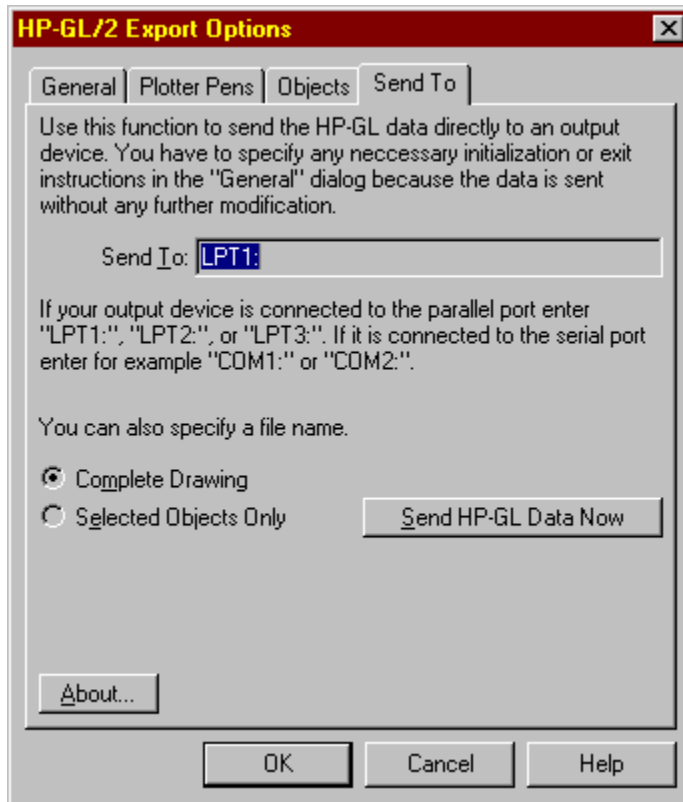 HP-GL/2 Export Options
General Plotter Pens Objects Send To
Use this function to send the HP-GL data directly to an output
device. You have to specify any neccessary initialization or exit
instructions in the "General" dialog because the data is sent
without any further modification.
Send To: LPT1:
If your output device is connected to the parallel port enter
"LPT1:", "LPT2:", or "LPT3:". If it is connected to the serial port
enter for example "COM1:" or "COM2:".
You can also specify a file name.
Complete Drawing
Selected Objects Only Send HP-GL Data Now
About...
OK Cancel Help